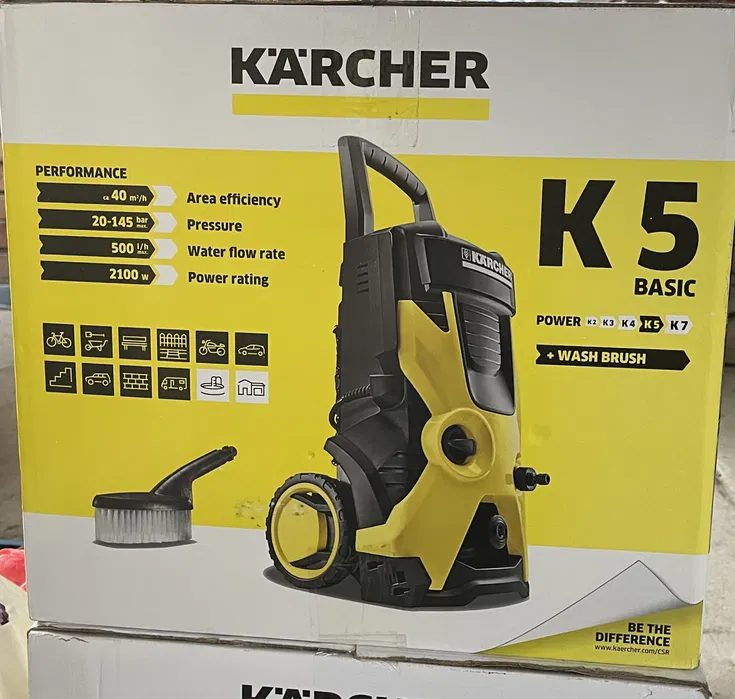 KÄRCHER
PERFORMANCE
ca. 40 m²/h Area efficiency
20-145 bar max. Pressure
500 l/h max. Water flow rate
2100 W Power rating
KÄRCHER
K 5
BASIC
POWER K2 K3 K4 K5 K7
+ WASH BRUSH
BE THE
DIFFERENCE
www.kaercher.com/CSR
KÄRCHER